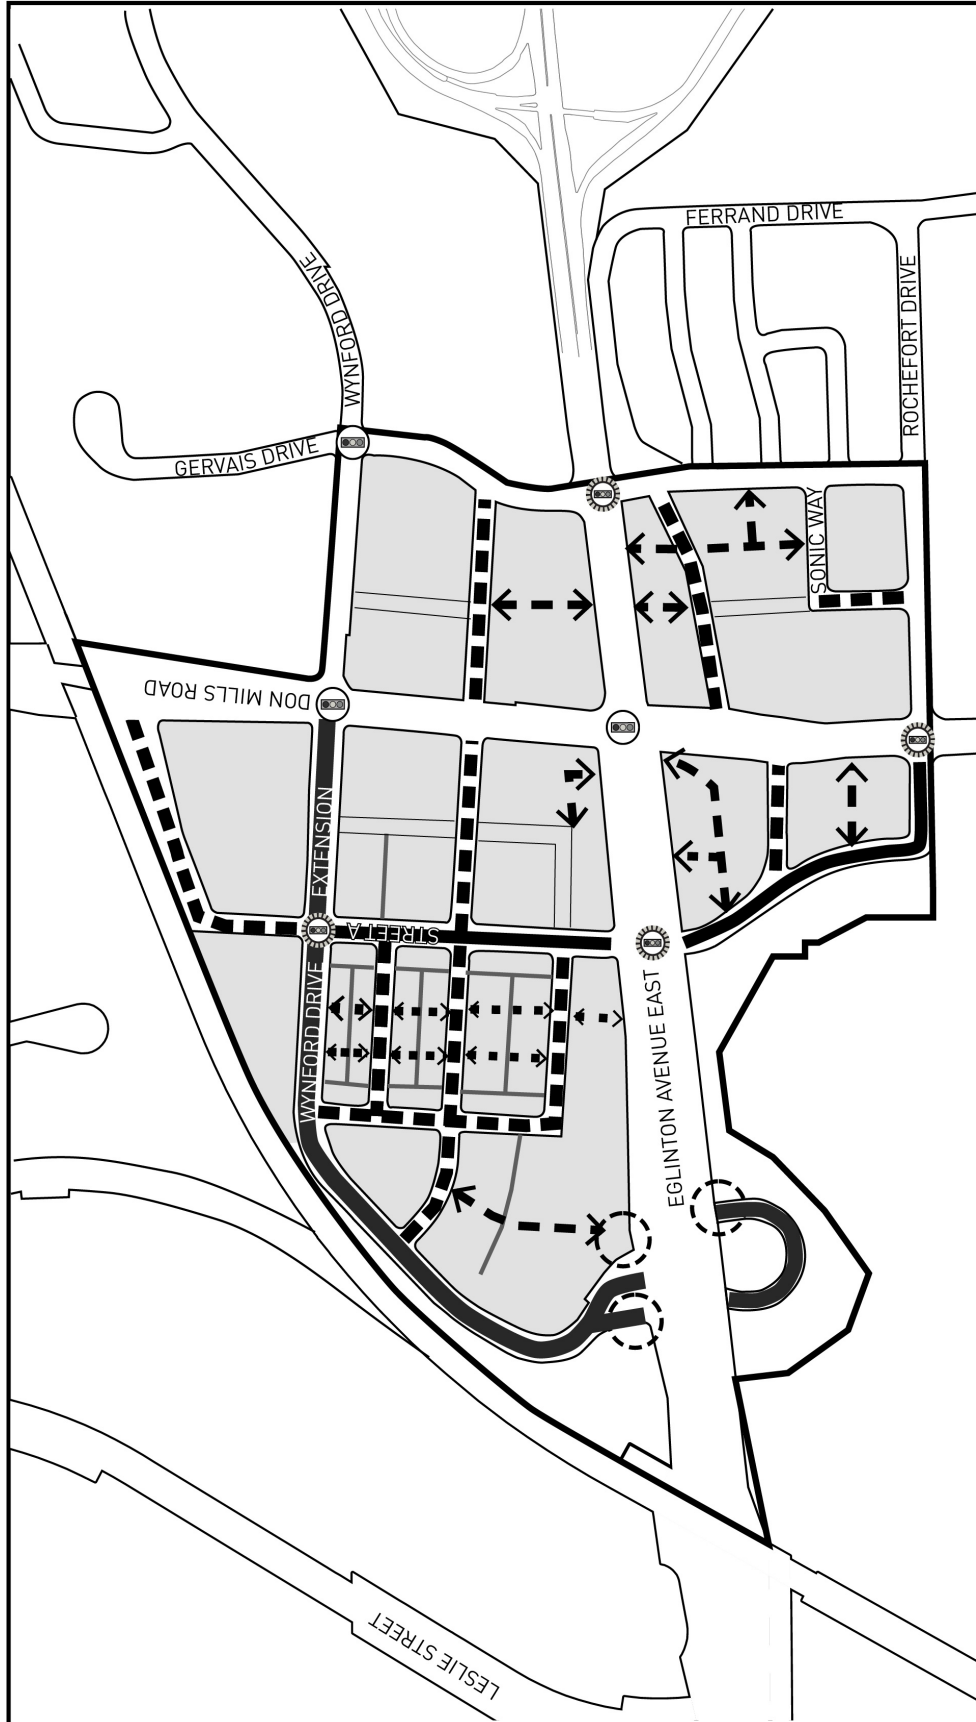 FERRAND DRIVE
ROCHEFORT DRIVE
WYNFORD DRIVE
GERVAIS DRIVE
SONIC WAY
DON MILLS ROAD
WYNFORD DRIVE EXTENSION
STREET A
EGLINTON AVENUE EAST
LESLIE STREET